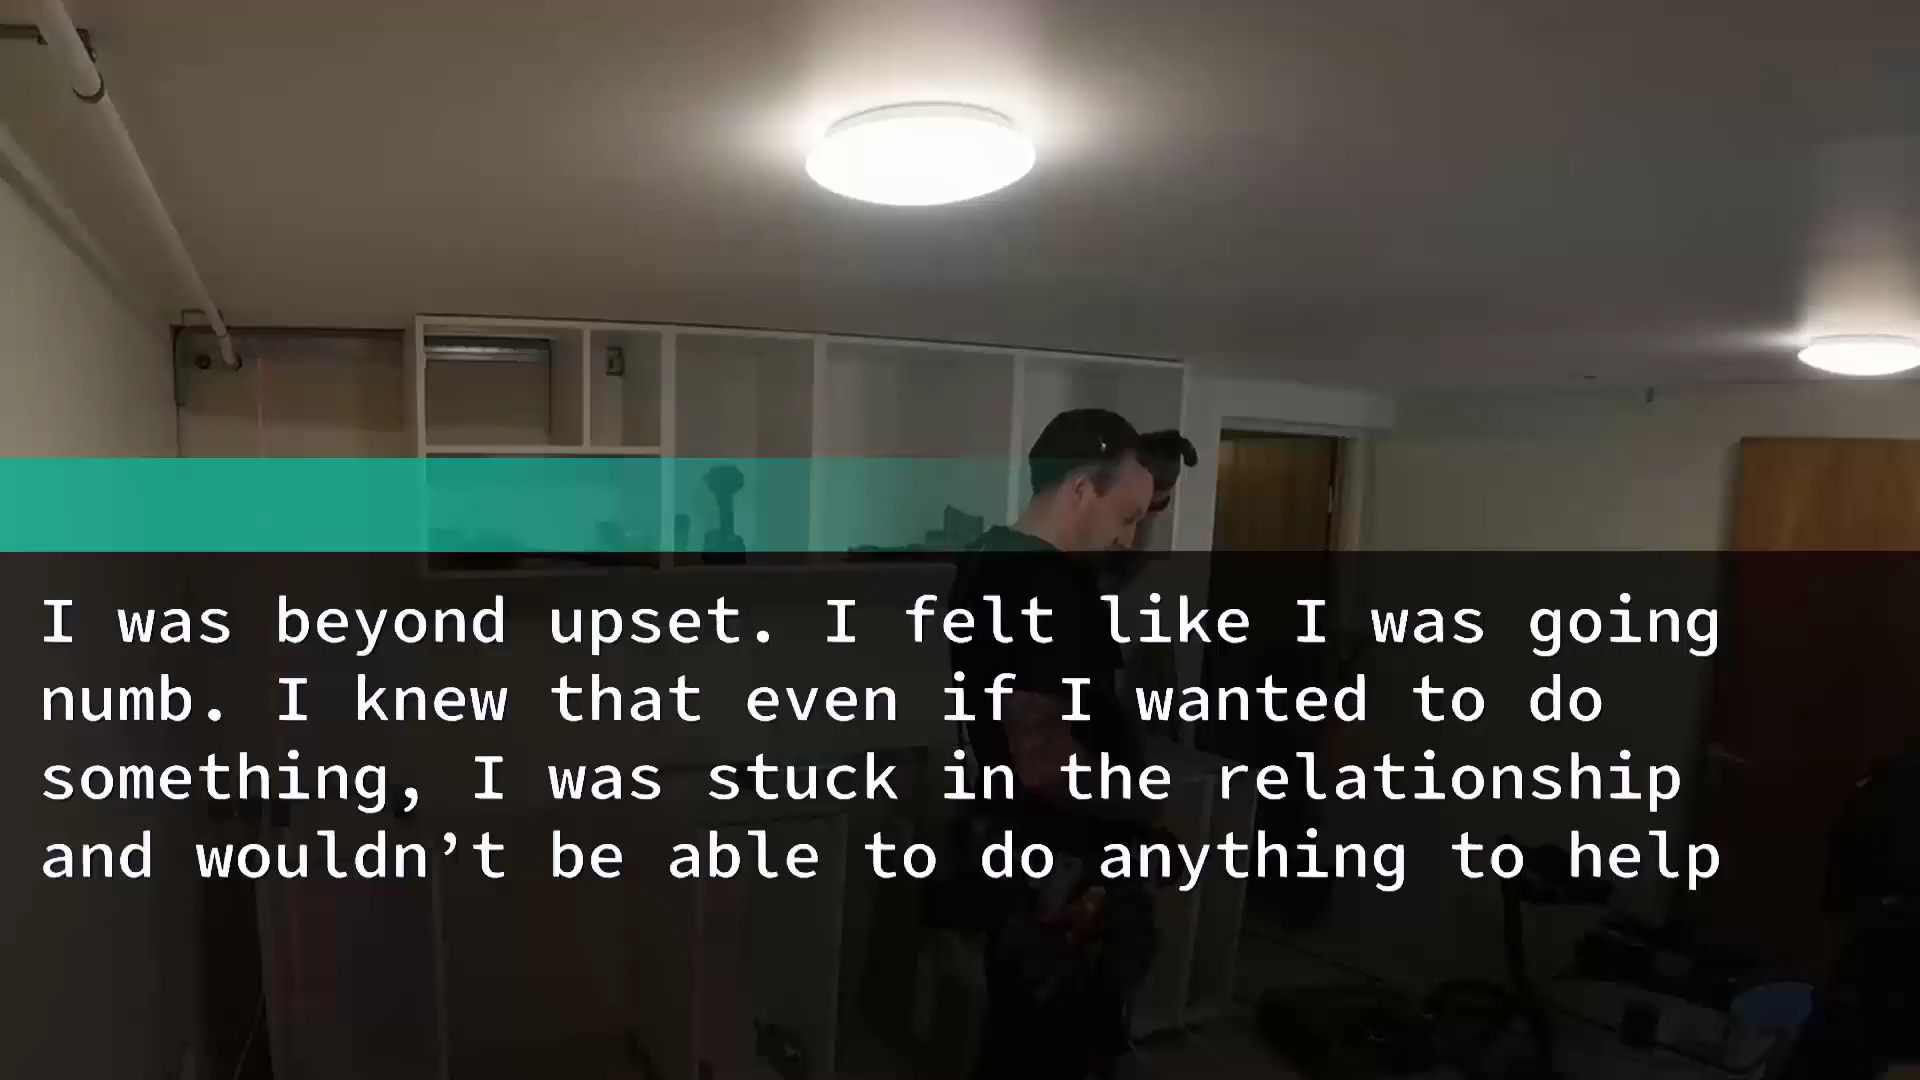 I was beyond upset. I felt like I was going
numb. I knew that even if I wanted to do
something, I was stuck in the relationship
and wouldn’t be able to do anything to help